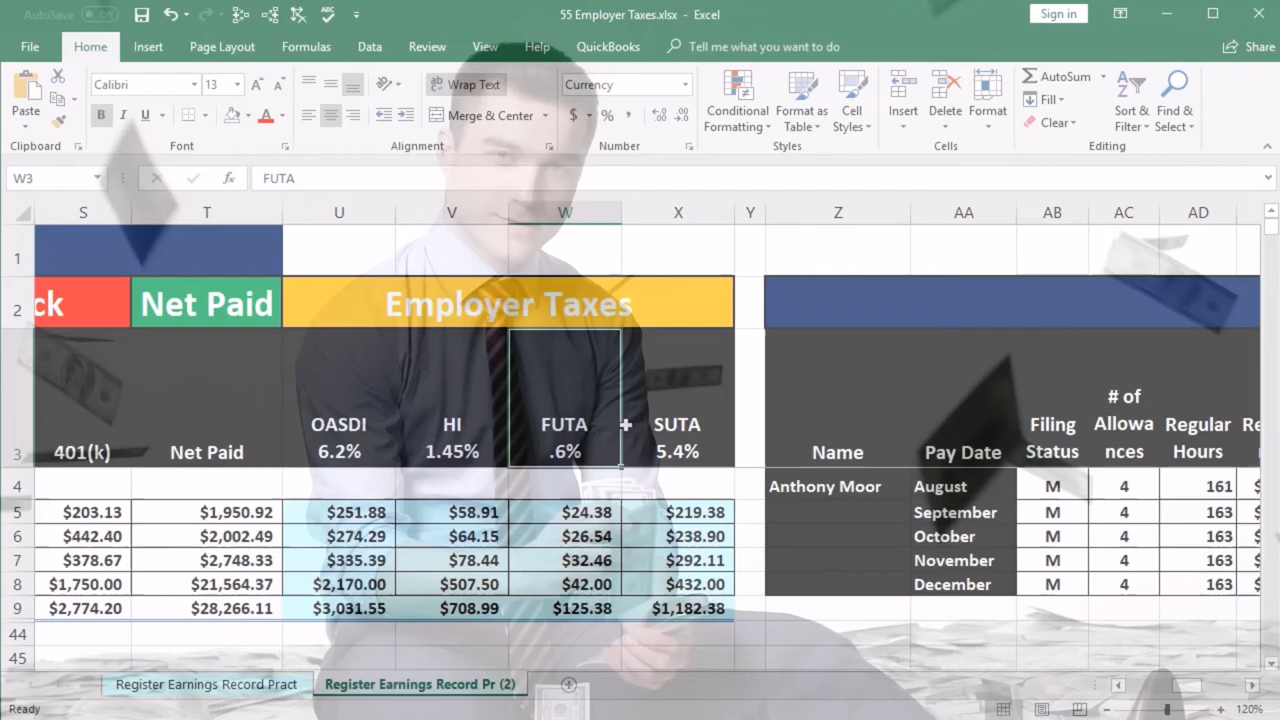 AutoSave Off
55 Employer Taxes.xlsx - Excel
Sign in
File Home Insert Page Layout Formulas Data Review View Help QuickBooks Tell me what you want to do Share
Paste
Calibri 13
B I U
Wrap Text
Merge & Center
Currency
$ % ,
Conditional Formatting
Format as Table
Cell Styles
Insert Delete Format
AutoSum
Fill
Clear
Sort & Filter
Find & Select
Clipboard Font Alignment Number Styles Cells Editing
W3 fx FUTA
S T U V W X Y Z AA AB AC AD
1
2 ck Net Paid Employer Taxes
# of
OASDI HI FUTA SUTA Filing Allowa Regular Re
3 401(k) Net Paid 6.2% 1.45% .6% 5.4% Name Pay Date Status nces Hours
4 Anthony Moor August M 4 161 $
5 $203.13 $1,950.92 $251.88 $58.91 $24.38 $219.38 September M 4 163 $
6 $442.40 $2,002.49 $274.29 $64.15 $26.54 $238.90 October M 4 163 $
7 $378.67 $2,748.33 $335.39 $78.44 $32.46 $292.11 November M 4 163 $
8 $1,750.00 $21,564.37 $2,170.00 $507.50 $42.00 $432.00 December M 4 163 $
9 $2,774.20 $28,266.11 $3,031.55 $708.99 $125.38 $1,182.38
44
45
Register Earnings Record Pract Register Earnings Record Pr (2)
Ready 120%